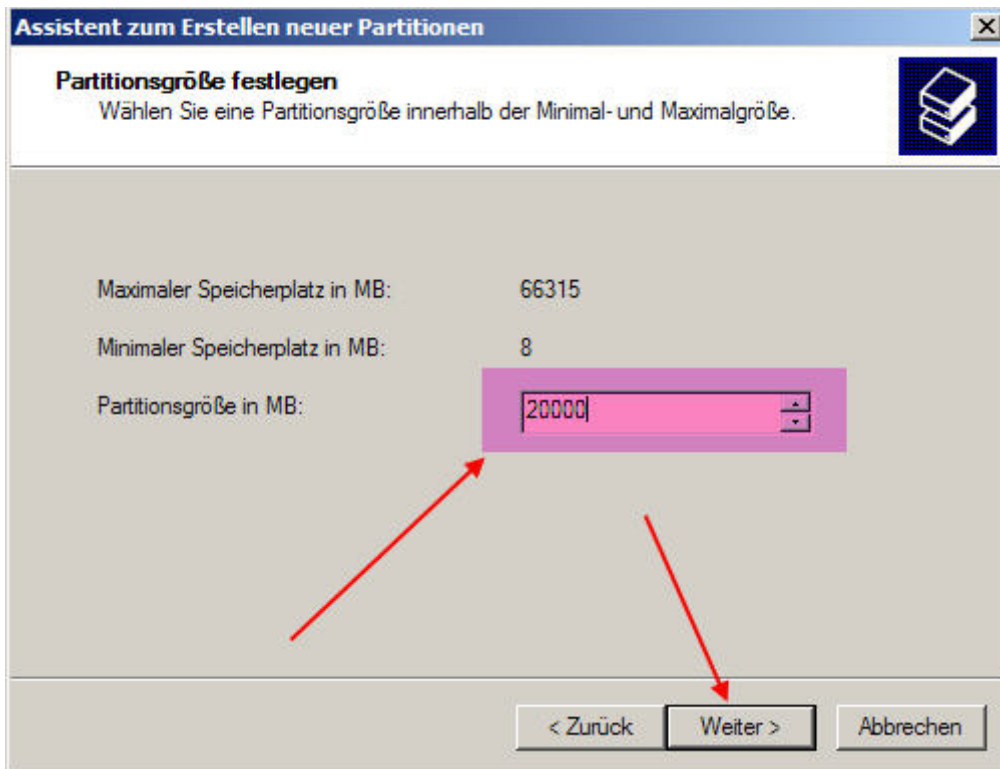 Assistent zum Erstellen neuer Partitionen
Partitionsgröße festlegen
Wählen Sie eine Partitionsgröße innerhalb der Minimal- und Maximalgröße.
Maximaler Speicherplatz in MB: 66315
Minimaler Speicherplatz in MB: 8
Partitionsgröße in MB: 20000
< Zurück Weiter > Abbrechen